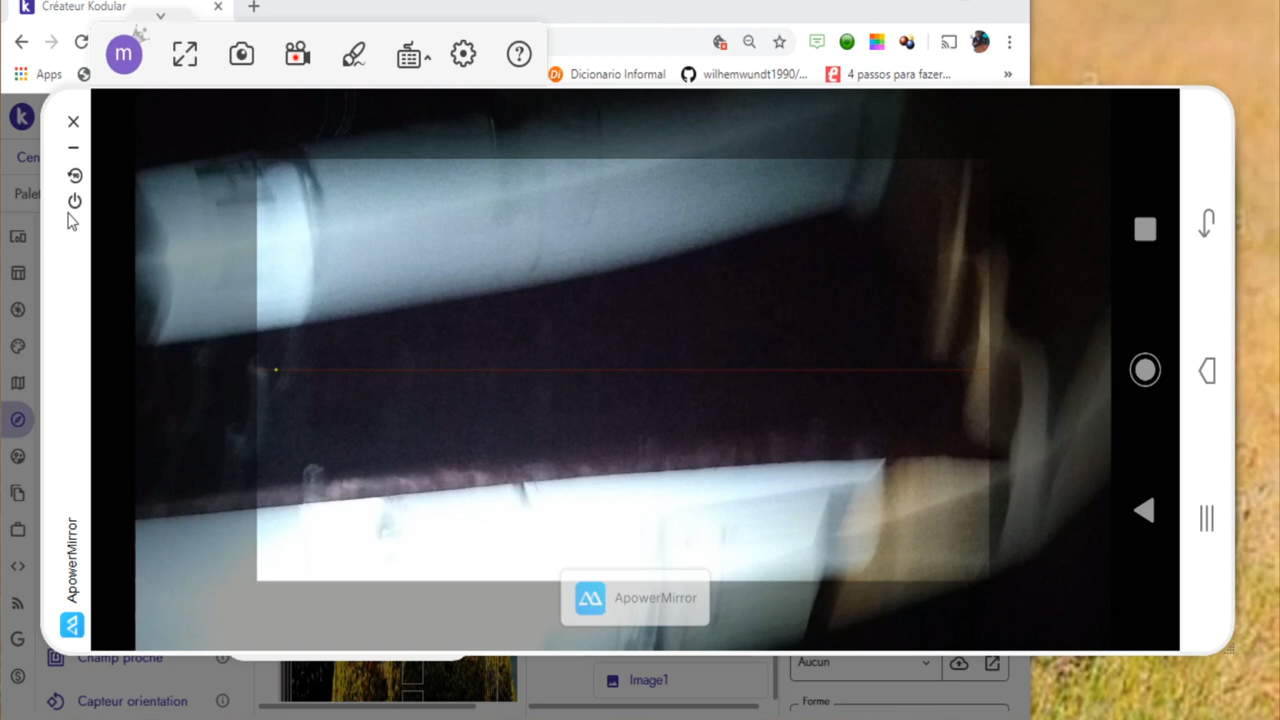 Créateur Kodular
m
Apps
Dicionario Informal
wilhemwundt1990/...
4 passos para fazer...
»
Cen
Palet
90
ApowerMirror
ApowerMirror
Champ proche
Capteur orientation
Image1
Aucun
Forme